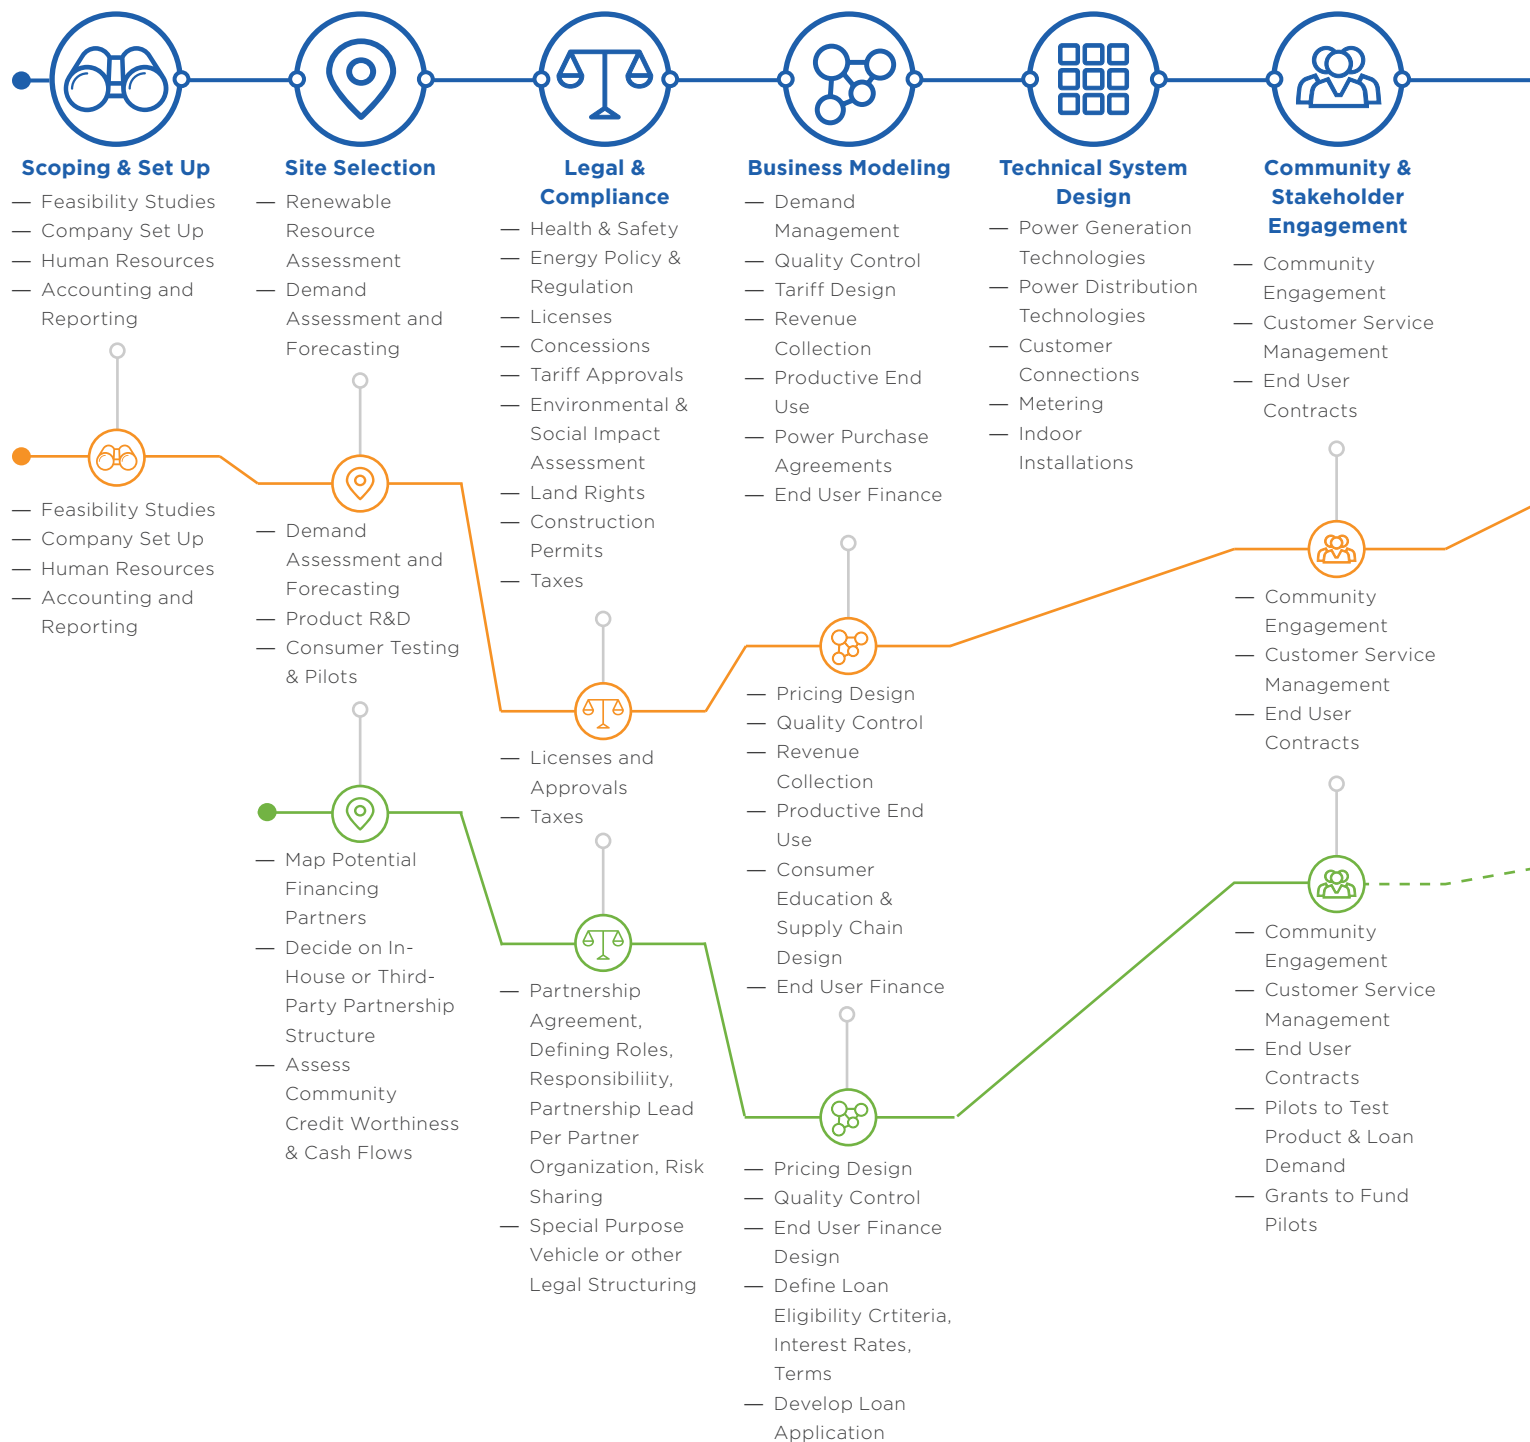 Scoping & Set Up
— Feasibility Studies
— Company Set Up
— Human Resources
— Accounting and
Reporting
— Feasibility Studies
— Company Set Up
— Human Resources
— Accounting and
Reporting
Site Selection
— Renewable
Resource
Assessment
— Demand
Assessment and
Forecasting
— Demand
Assessment and
Forecasting
— Product R&D
— Consumer Testing
& Pilots
— Map Potential
Financing
Partners
— Decide on In-
House or Third-
Party Partnership
Structure
— Assess
Community
Credit Worthiness
& Cash Flows
Legal &
Compliance
— Health & Safety
— Energy Policy &
Regulation
— Licenses
— Concessions
— Tariff Approvals
— Environmental &
Social Impact
Assessment
— Land Rights
— Construction
Permits
— Taxes
— Licenses and
Approvals
— Taxes
— Partnership
Agreement,
Defining Roles,
Responsibiliity,
Partnership Lead
Per Partner
Organization, Risk
Sharing
— Special Purpose
Vehicle or other
Legal Structuring
Business Modeling
— Demand
Management
— Quality Control
— Tariff Design
— Revenue
Collection
— Productive End
Use
— Power Purchase
Agreements
— End User Finance
— Pricing Design
— Quality Control
— Revenue
Collection
— Productive End
Use
— Consumer
Education &
Supply Chain
Design
— End User Finance
— Pricing Design
— Quality Control
— End User Finance
Design
— Define Loan
Eligibility Crtiteria,
Interest Rates,
Terms
— Develop Loan
Application
Technical System
Design
— Power Generation
Technologies
— Power Distribution
Technologies
— Customer
Connections
— Metering
— Indoor
Installations
Community &
Stakeholder
Engagement
— Community
Engagement
— Customer Service
Management
— End User
Contracts
— Community
Engagement
— Customer Service
Management
— End User
Contracts
— Community
Engagement
— Customer Service
Management
— End User
Contracts
— Pilots to Test
Product & Loan
Demand
— Grants to Fund
Pilots